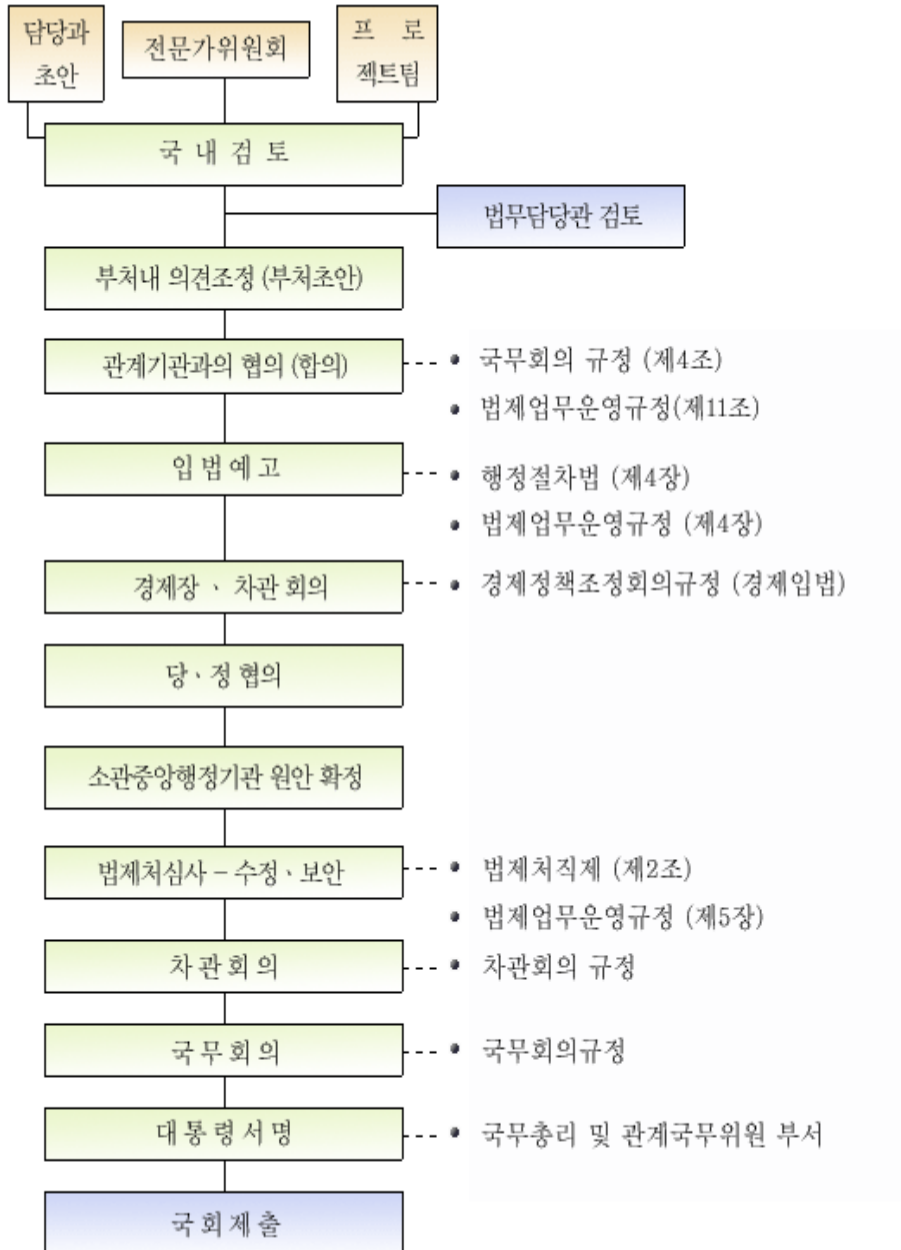 담당과
초안
전문가위원회
프 로
젝트팀
국 내 검 토
법무담당관 검토
부처내 의견조정 (부처초안)
관계기관과의 협의 (합의)
• 국무회의 규정 (제4조)
• 법제업무운영규정(제11조)
입 법 예 고
• 행정절차법 (제4장)
• 법제업무운영규정 (제4장)
경제장ㆍ차관 회의
• 경제정책조정회의규정 (경제입법)
당ㆍ정 협의
소관중앙행정기관 원안 확정
법제처심사 – 수정ㆍ보안
• 법제처직제 (제2조)
• 법제업무운영규정 (제5장)
차 관 회 의
• 차관회의 규정
국 무 회 의
• 국무회의규정
대 통 령 서 명
• 국무총리 및 관계국무위원 부서
국 회 제 출